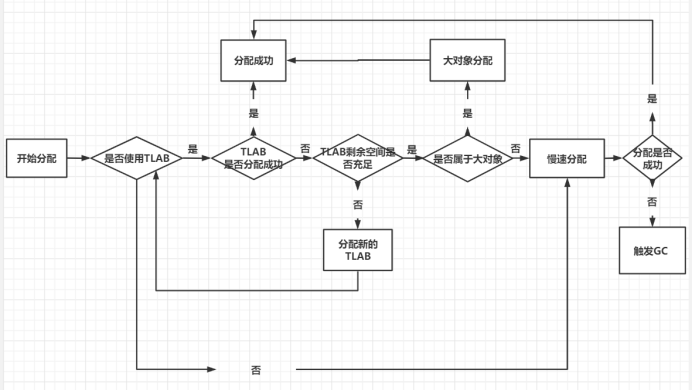 分配成功
大对象分配
是
是
是
开始分配
是否使用TLAB
是
TLAB
是否分配成功
否
TLAB剩余空间是
否充足
是
是否属于大对象
否
慢速分配
分配是否
成功
否
否
分配新的
TLAB
触发GC
否